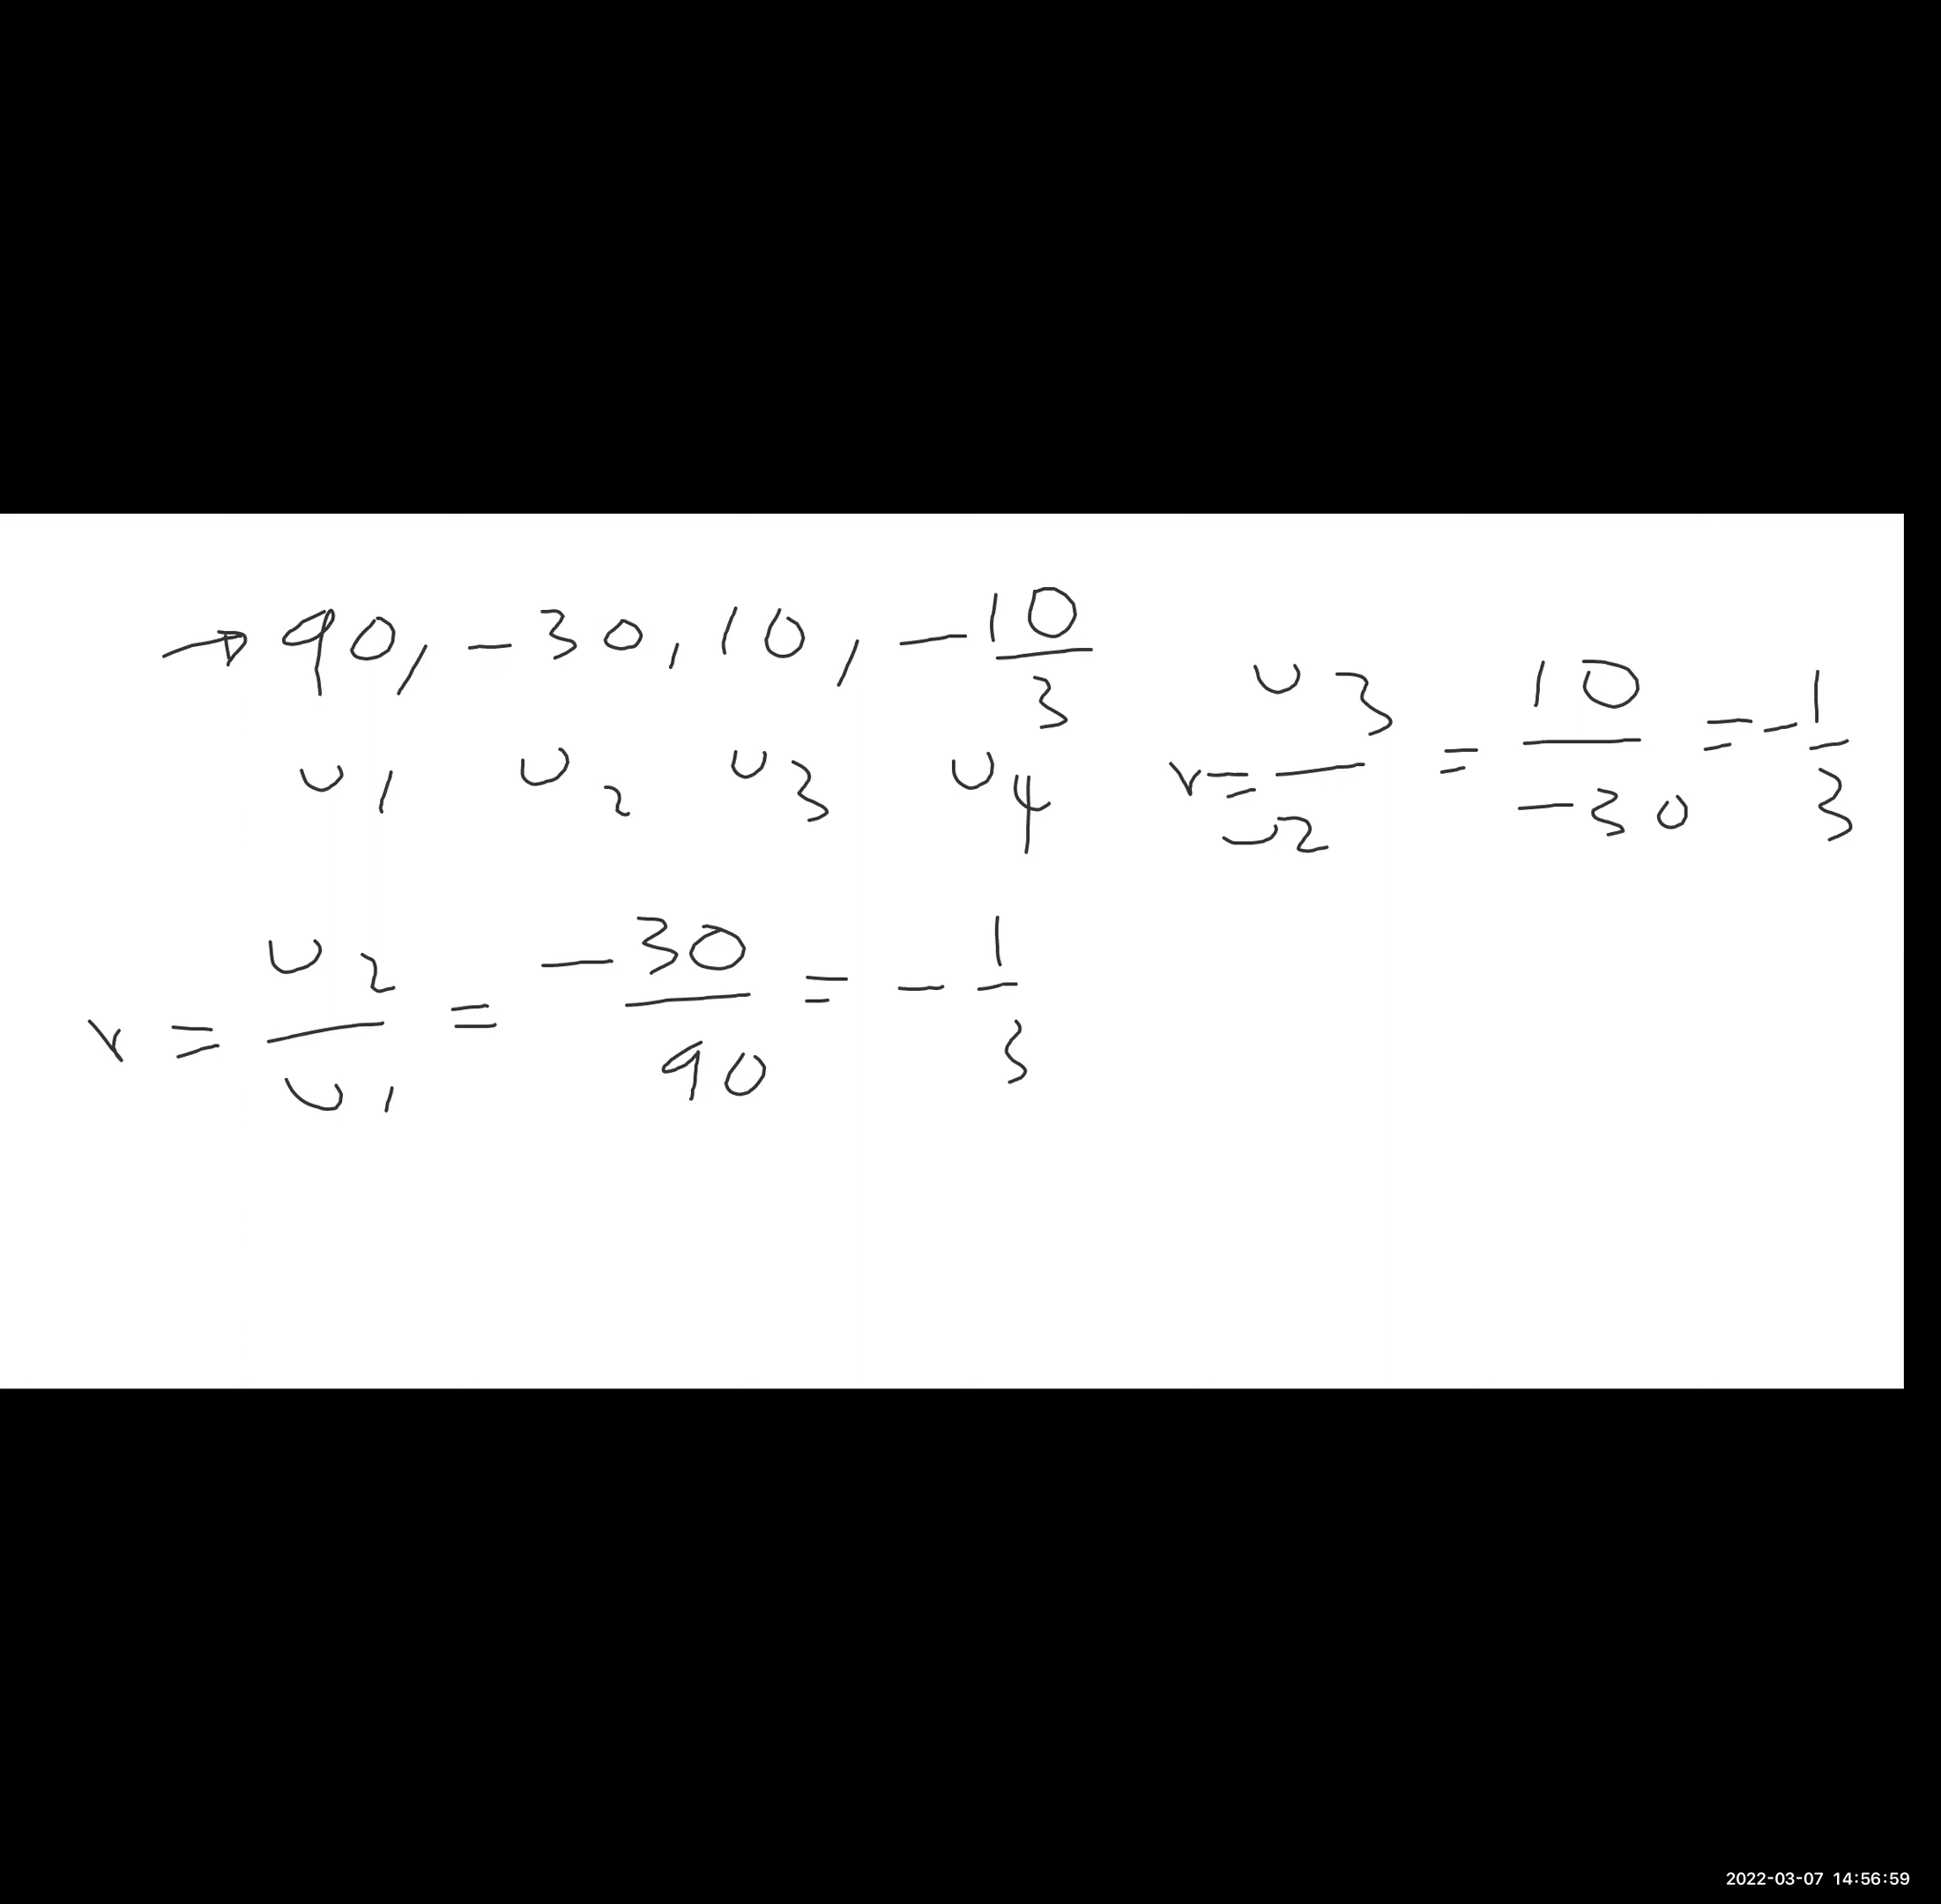 → 90, -30, 10, -10/3
u1 u2 u3 u4
r = u3/u2 = 10/-30 = -1/3
r = u2/u1 = -30/90 = -1/3
2022-03-07 14:56:59